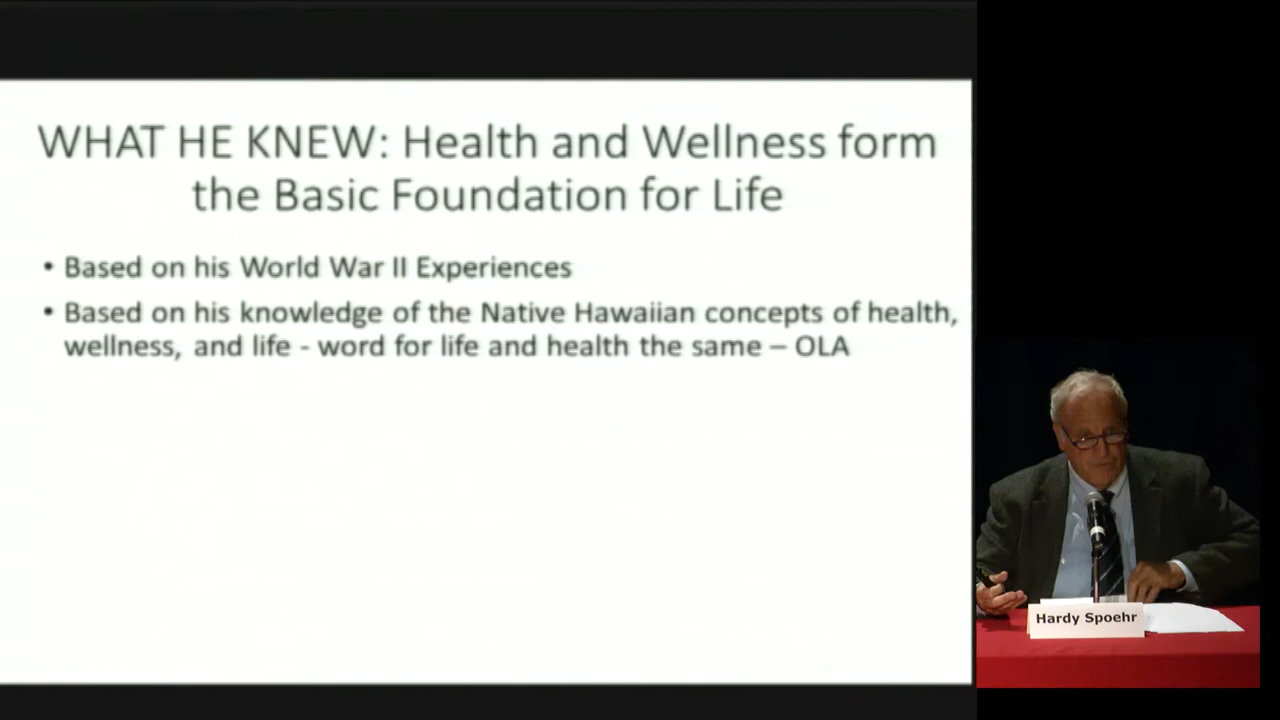 WHAT HE KNEW: Health and Wellness form
the Basic Foundation for Life
• Based on his World War II Experiences
• Based on his knowledge of the Native Hawaiian concepts of health,
wellness, and life - word for life and health the same – OLA
Hardy Spoehr